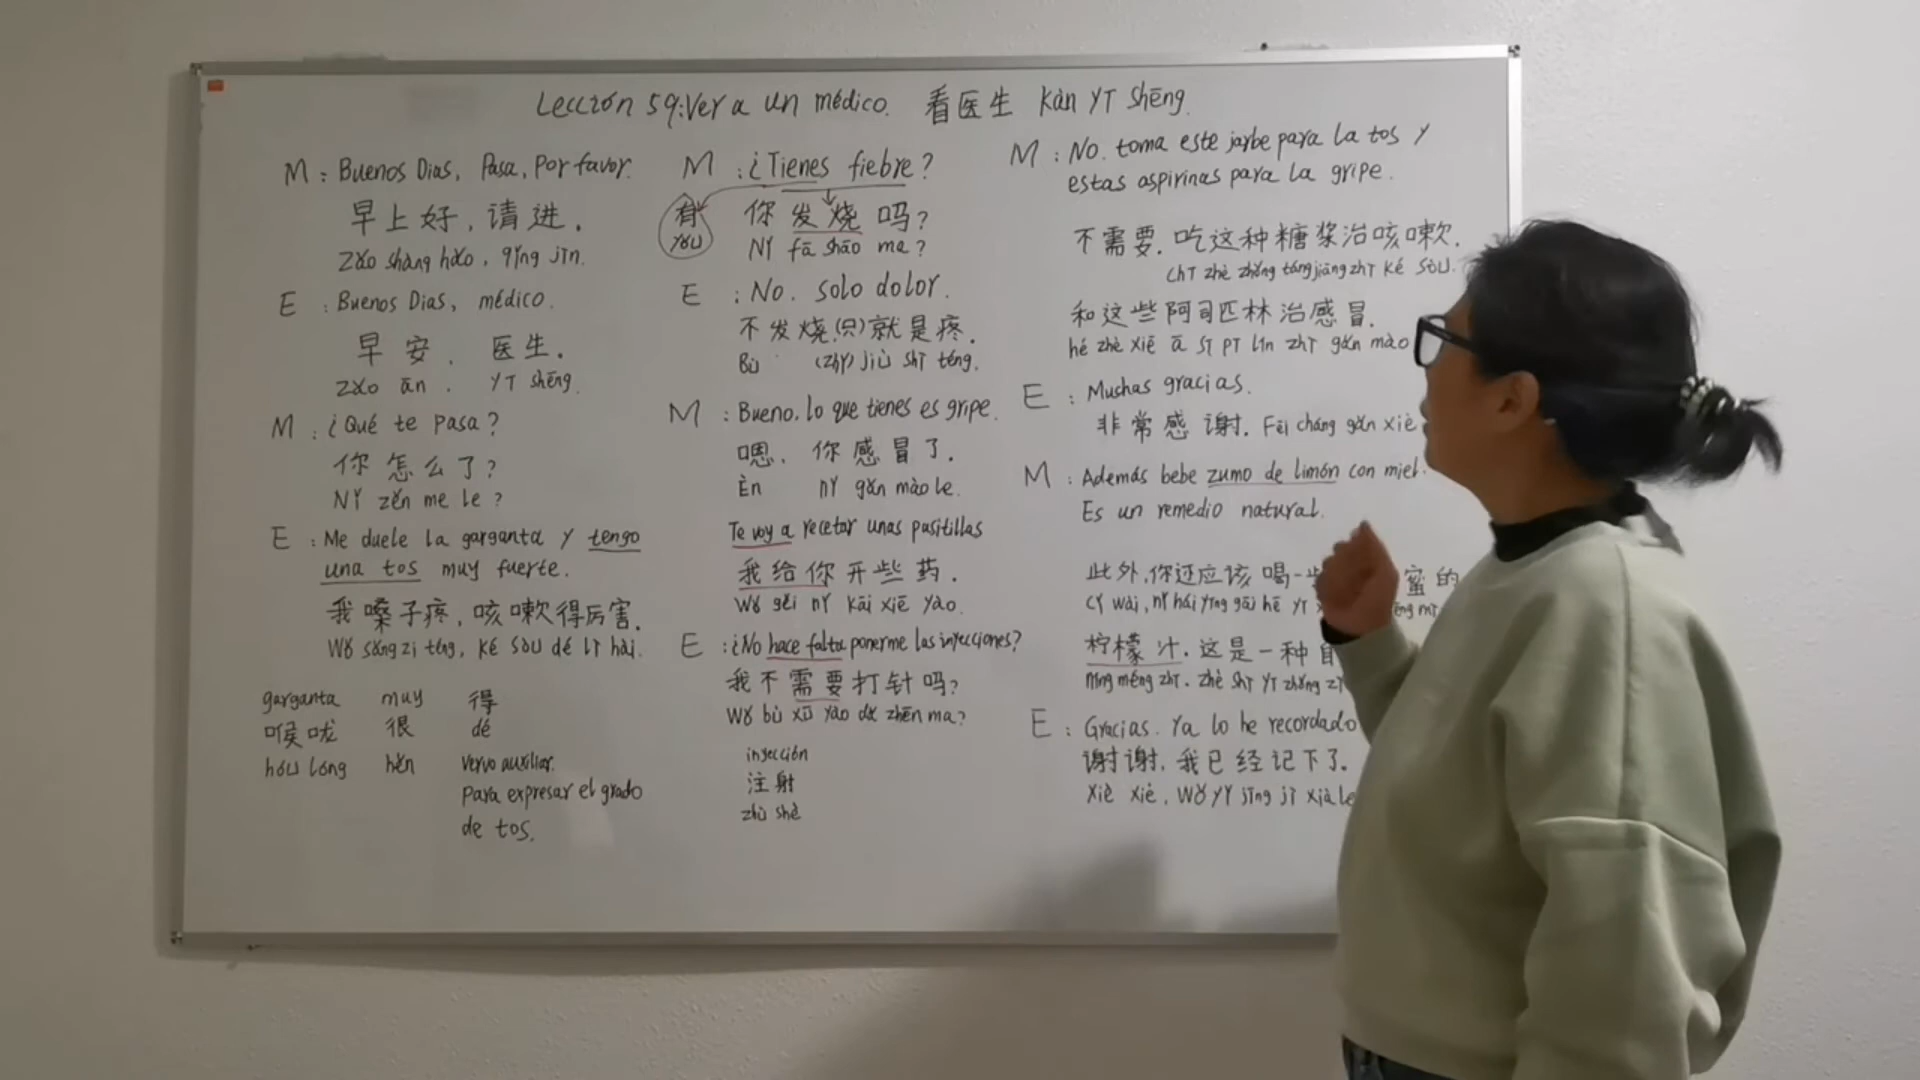 Lección 59: Ver a un médico. 看医生 Kàn yī shēng.
M: Buenos Dias, Pasa, Por favor.
早上好,请进.
Zǎo shàng hǎo, qǐng jìn.
E: Buenos Dias, médico.
早安. 医生.
Zǎo ān. yī shēng.
M: ¿Qué te pasa?
你怎么了?
Nǐ zěn me le?
E: Me duele la garganta y tengo
una tos muy fuerte.
我嗓子疼,咳嗽得厉害.
Wǒ sǎng zi téng, ké sòu dé lì hài.
garganta muy 得
喉咙 很 dé
hóu lóng hěn vervo auxiliar.
para expresar el grado
de tos.
M: ¿Tienes fiebre?
有 你发烧吗?
yǒu Nǐ fā shāo ma?
E: No. solo dolor.
不发烧,(只)就是疼.
Bù (zhǐ) jiù shì téng.
M: Bueno. lo que tienes es gripe.
嗯, 你感冒了.
Èn nǐ gǎn mào le.
Te voy a recetar unas pasitillas
我给你开些药.
Wǒ gěi nǐ kāi xiē yào.
E: ¿No hace falta ponerme las inyecciones?
我不需要打针吗?
Wǒ bù xū yào dǎ zhēn ma?
inyección
注射
zhù shè
M: No. toma este jarbe para la tos y
estas aspirinas para la gripe.
不需要. 吃这种糖浆治咳嗽.
chī zhè zhǒng táng jiāng zhì ké sòu.
和这些阿司匹林治感冒.
hé zhè xiē ā sī pǐ lín zhì gǎn mào
E: Muchas gracias.
非常感谢. Fēi cháng gǎn xiè
M: Además bebe zumo de limón con miel.
Es un remedio natural.
此外,你还应该喝一 蜜的
Cǐ wài, nǐ hái yīng gāi hē yī
柠檬汁. 这是一种
níng méng zhī. zhè shì yī zhǒng
E: Gracias. Ya lo he recordado
谢谢. 我已经记下了.
Xiè xiè, wǒ yǐ jīng jì xià le